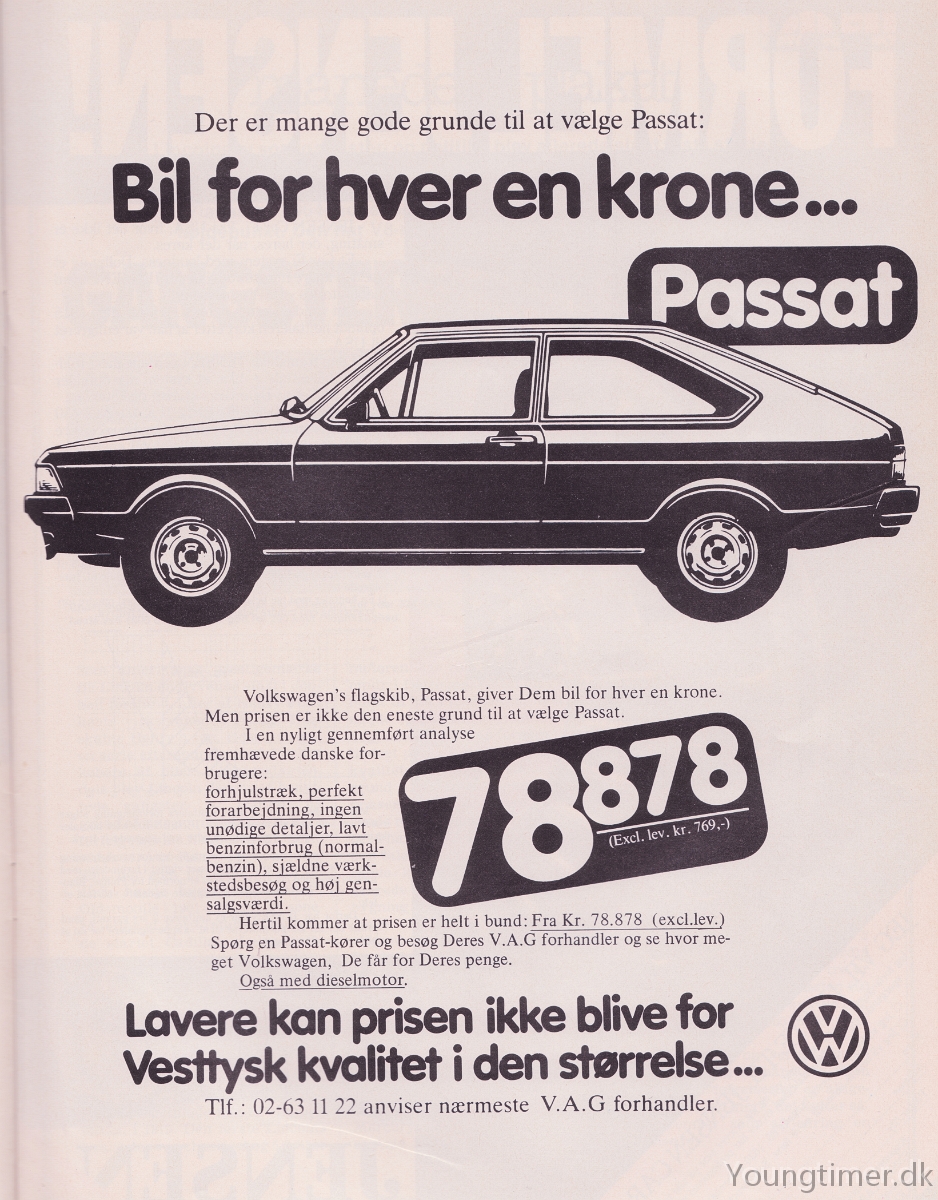 Der er mange gode grunde til at vælge Passat:
Bil for hver en krone...
Passat
Volkswagen's flagskib, Passat, giver Dem bil for hver en krone.
Men prisen er ikke den eneste grund til at vælge Passat.
I en nyligt gennemført analyse
fremhævede danske for-
brugere:
forhjulstræk, perfekt
forarbejdning, ingen
unødige detaljer, lavt
benzinforbrug (normal-
benzin), sjældne værk-
stedsbesøg og høj gen-
salgsværdi.
78878
(Excl. lev. kr. 769,-)
Hertil kommer at prisen er helt i bund: Fra Kr. 78.878 (excl.lev.)
Spørg en Passat-kører og besøg Deres V.A.G forhandler og se hvor me-
get Volkswagen, De får for Deres penge.
Også med dieselmotor.
Lavere kan prisen ikke blive for
Vesttysk kvalitet i den størrelse...
VW
Tlf.: 02-63 11 22 anviser nærmeste V.A.G forhandler.
Youngtimer.dk